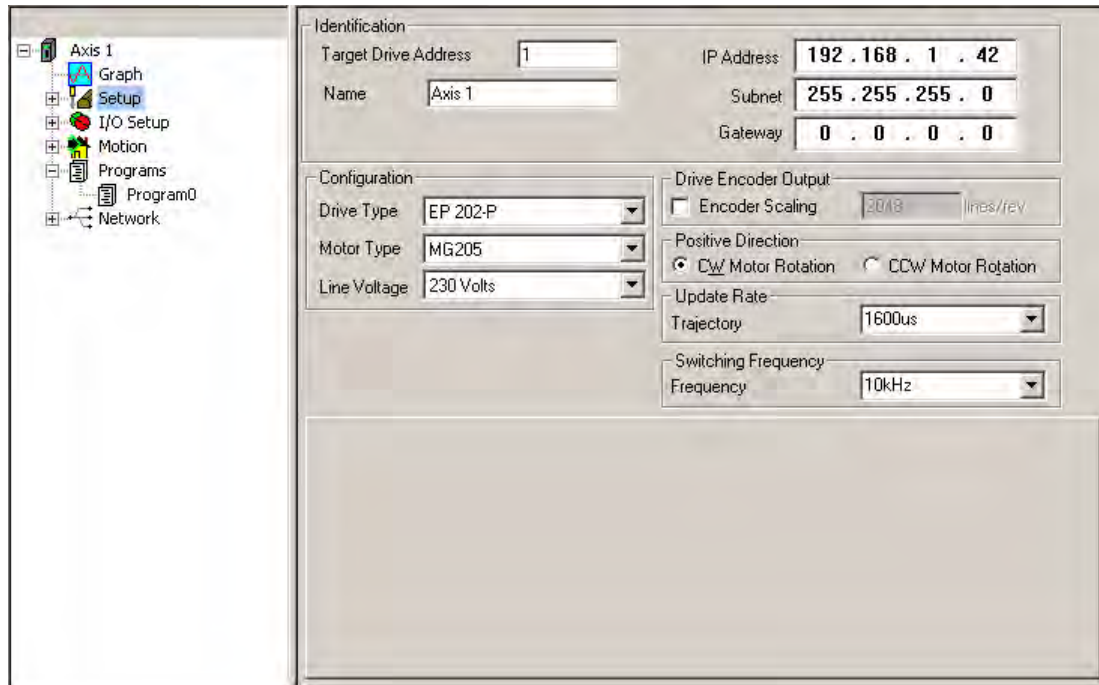 Axis 1
Graph
Setup
I/O Setup
Motion
Programs
Program0
Network
Identification
Target Drive Address 1
Name Axis 1
IP Address 192 . 168 . 1 . 42
Subnet 255 . 255 . 255 . 0
Gateway 0 . 0 . 0 . 0
Configuration
Drive Type EP 202-P
Motor Type MG205
Line Voltage 230 Volts
Drive Encoder Output
Encoder Scaling 2048 lines/rev
Positive Direction
CW Motor Rotation CCW Motor Rotation
Update Rate
Trajectory 1600us
Switching Frequency
Frequency 10kHz